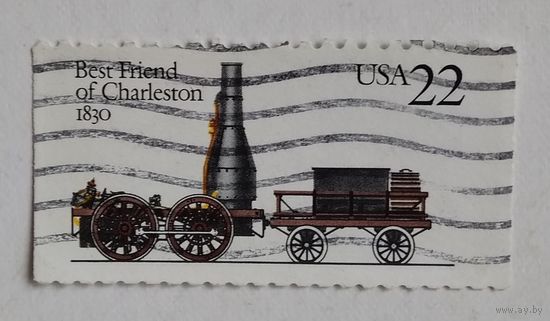 Best Friend
of Charleston
1830
USA 22
www.ay.by